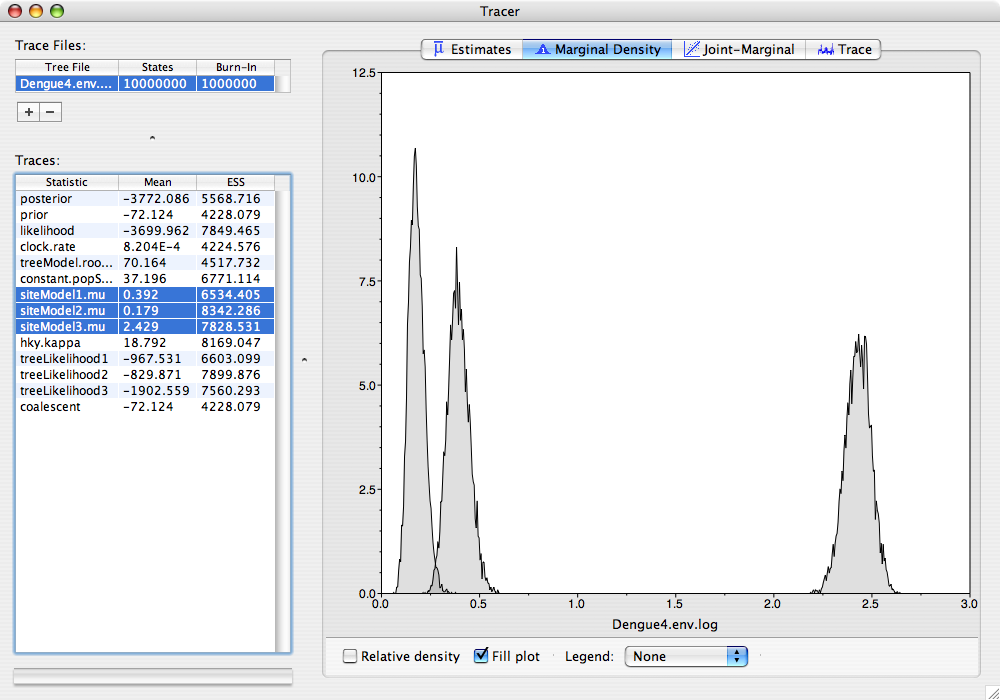 Tracer
Trace Files:
Tree File States Burn-In
Dengue4.env.... 10000000 1000000
+ −
Traces:
Statistic Mean ESS
posterior -3772.086 5568.716
prior -72.124 4228.079
likelihood -3699.962 7849.465
clock.rate 8.204E-4 4224.576
treeModel.roo... 70.164 4517.732
constant.popS... 37.196 6771.114
siteModel1.mu 0.392 6534.405
siteModel2.mu 0.179 8342.286
siteModel3.mu 2.429 7828.531
hky.kappa 18.792 8169.047
treeLikelihood1 -967.531 6603.099
treeLikelihood2 -829.871 7899.876
treeLikelihood3 -1902.559 7560.293
coalescent -72.124 4228.079
Estimates Marginal Density Joint-Marginal Trace
12.5
10.0
7.5
5.0
2.5
0.0
0.0 0.5 1.0 1.5 2.0 2.5 3.0
Dengue4.env.log
Relative density Fill plot Legend: None